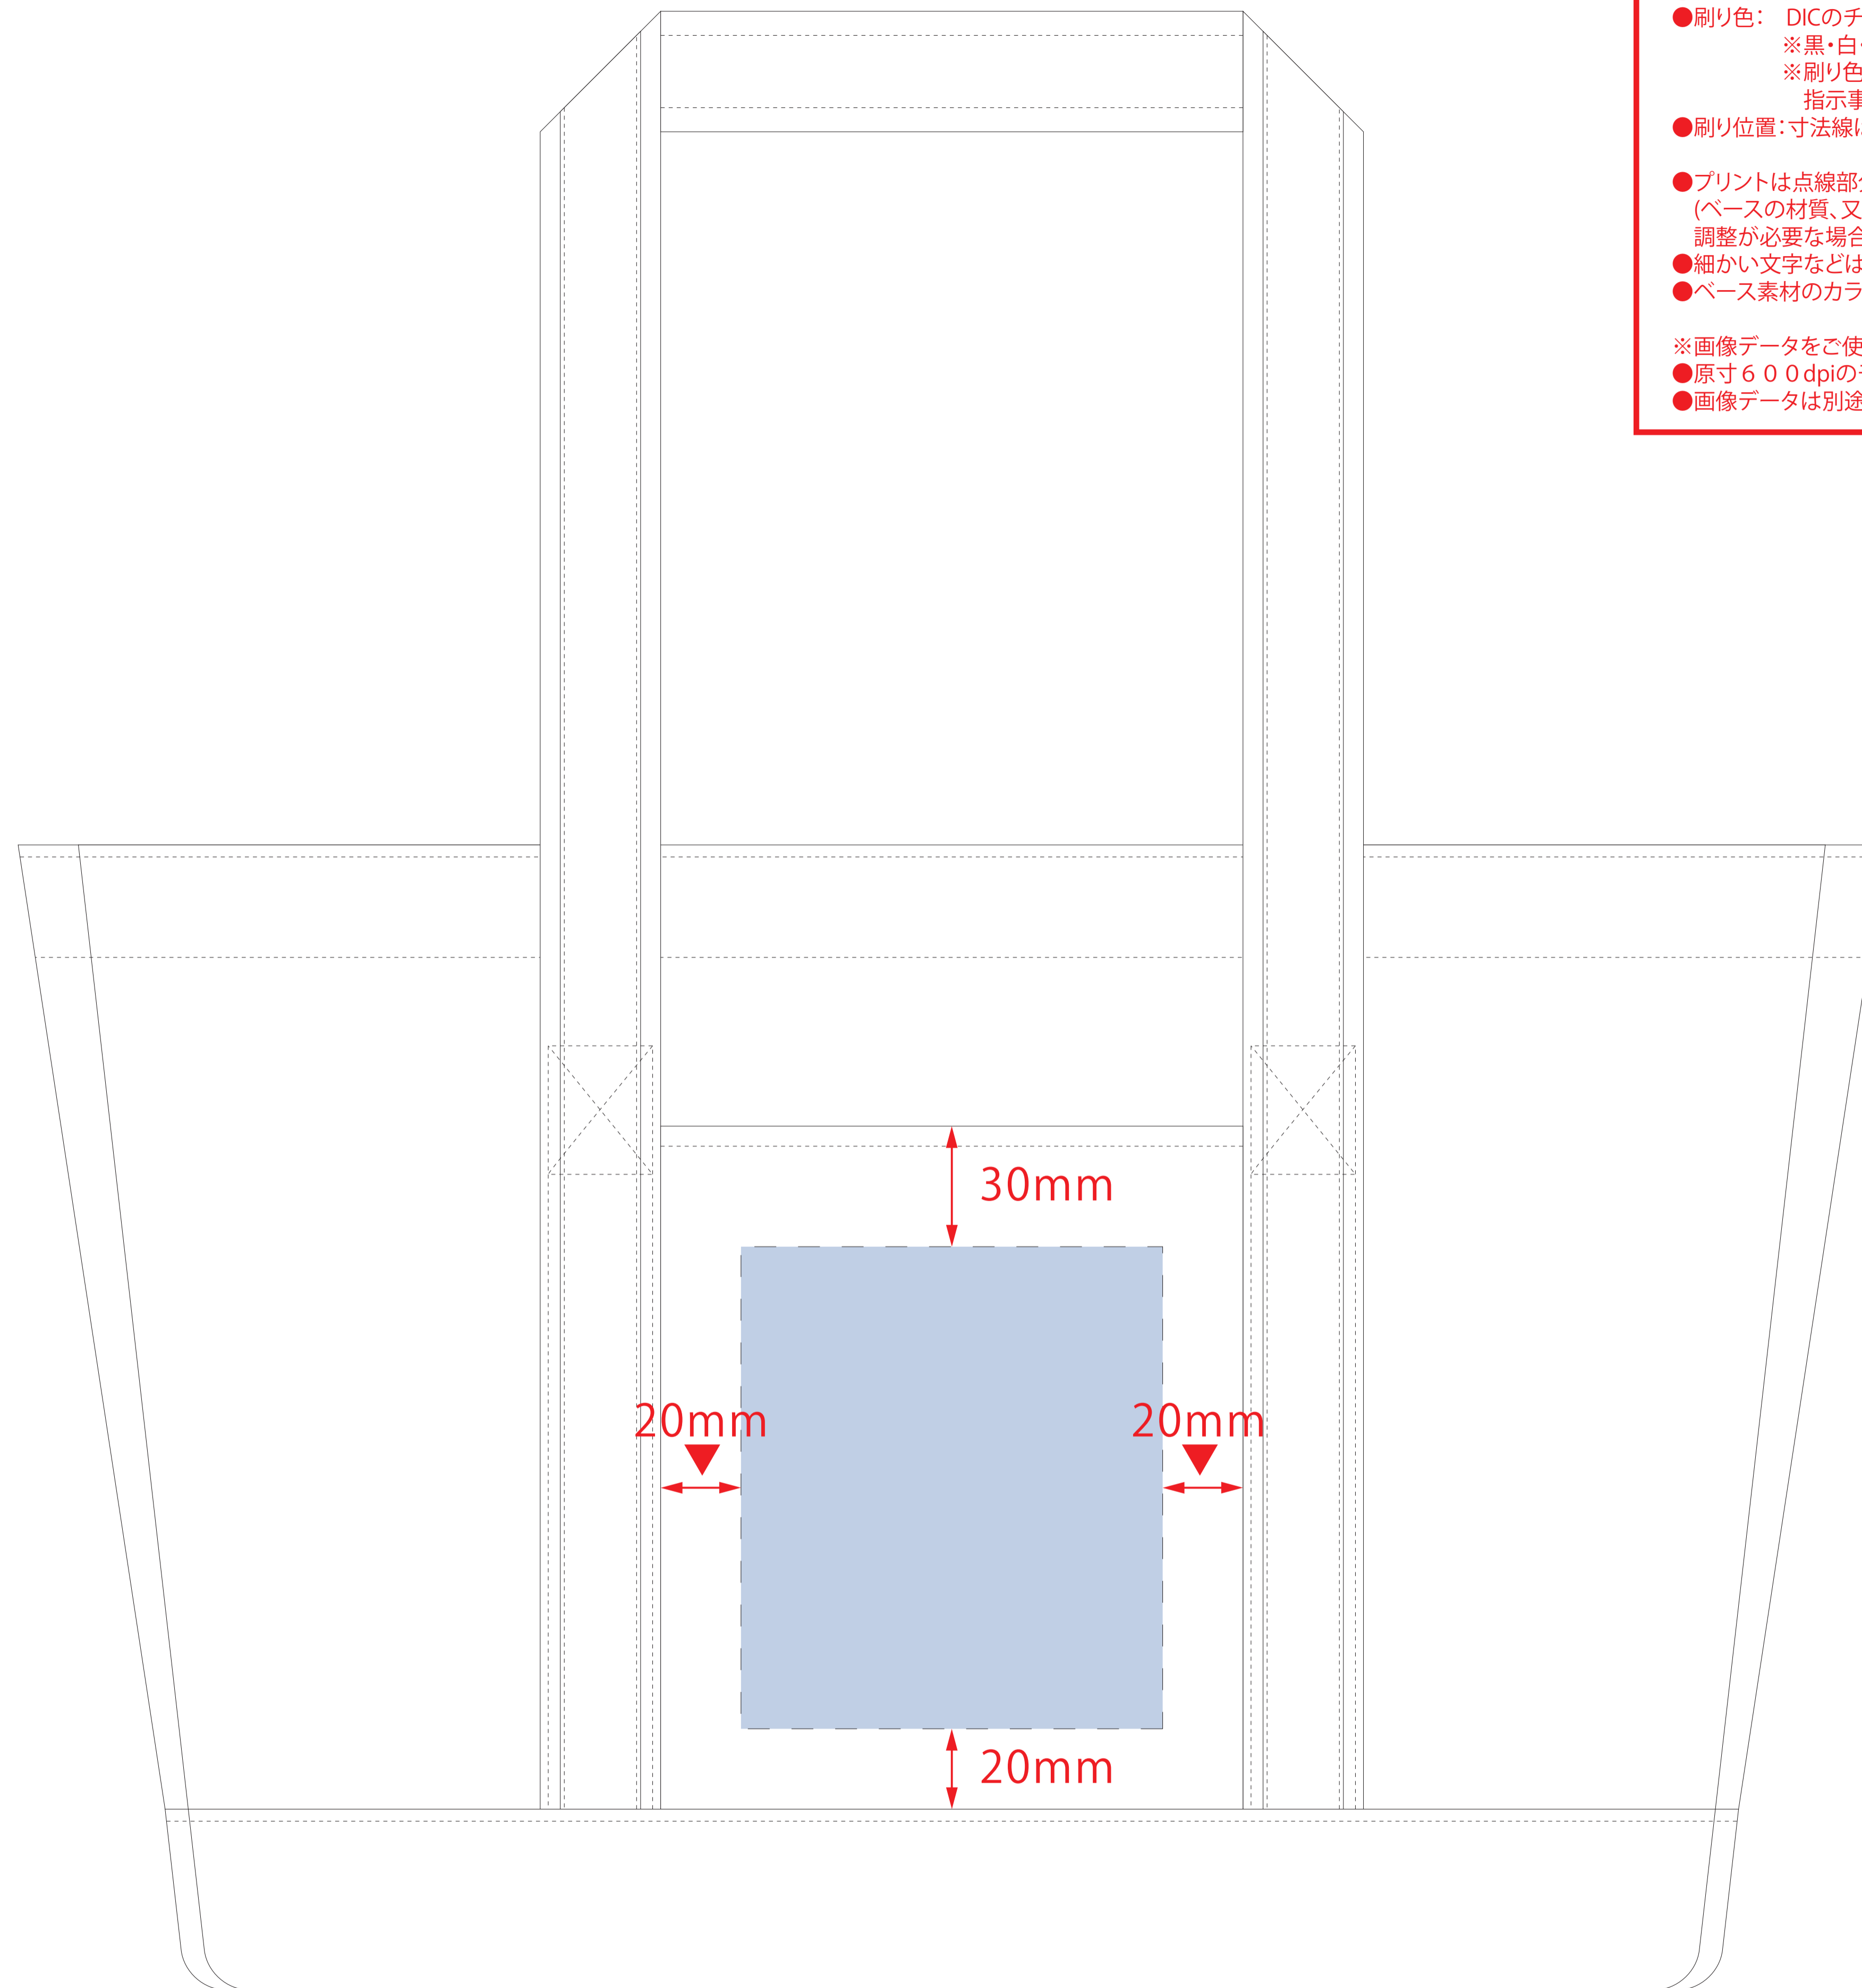 ●刷り色： DICのチ
※黒・白・
※刷り色
指示事
●刷り位置：寸法線に
●プリントは点線部分
(ベースの材質、又
調整が必要な場合
●細かい文字などは
●ベース素材のカラ
※画像データをご使
●原寸６００dpiの
●画像データは別途
30mm
20mm
20mm
20mm